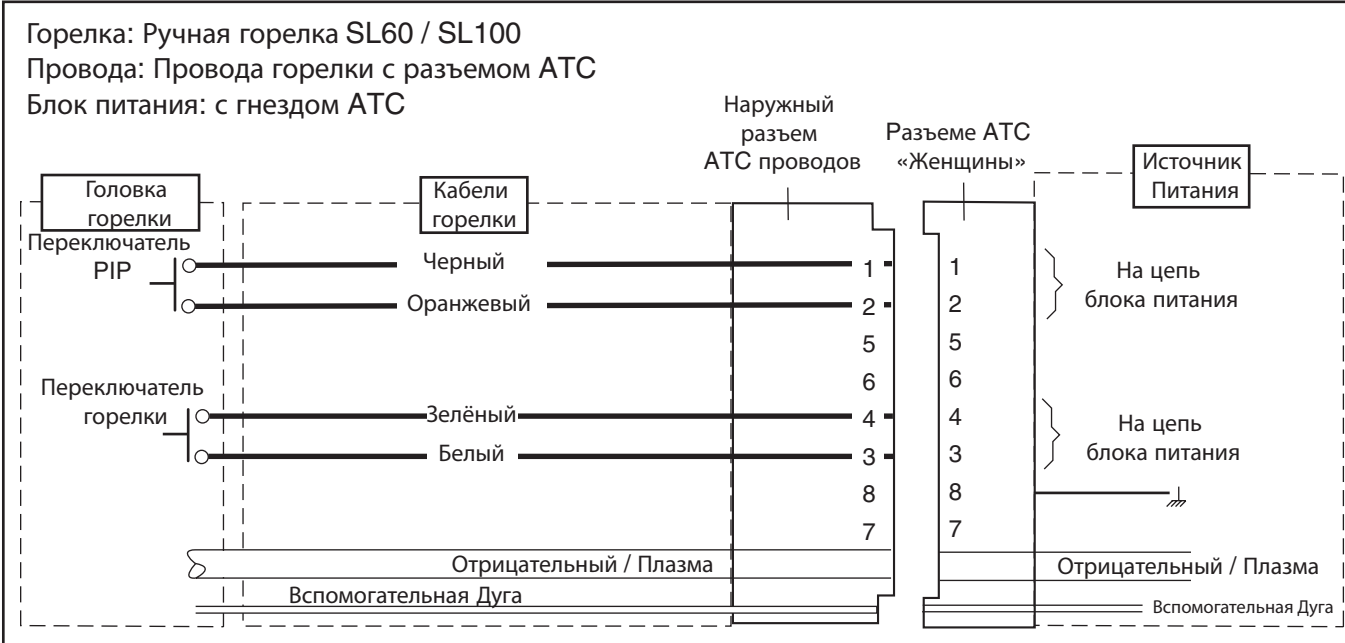 Горелка: Ручная горелка SL60 / SL100
Провода: Провода горелки с разъемом ATC
Блок питания: с гнездом ATC
Наружный
разъем
ATC проводов
Разъеме ATC
«Женщины»
Источник
Питания
Головка
горелки
Кабели
горелки
Переключатель
PIP
Черный
1
1
На цепь
блока питания
Оранжевый
2
2
5
5
6
6
Переключатель
горелки
Зелёный
4
4
На цепь
блока питания
Белый
3
3
8
8
7
7
Отрицательный / Плазма
Отрицательный / Плазма
Вспомогательная Дуга
Вспомогательная Дуга